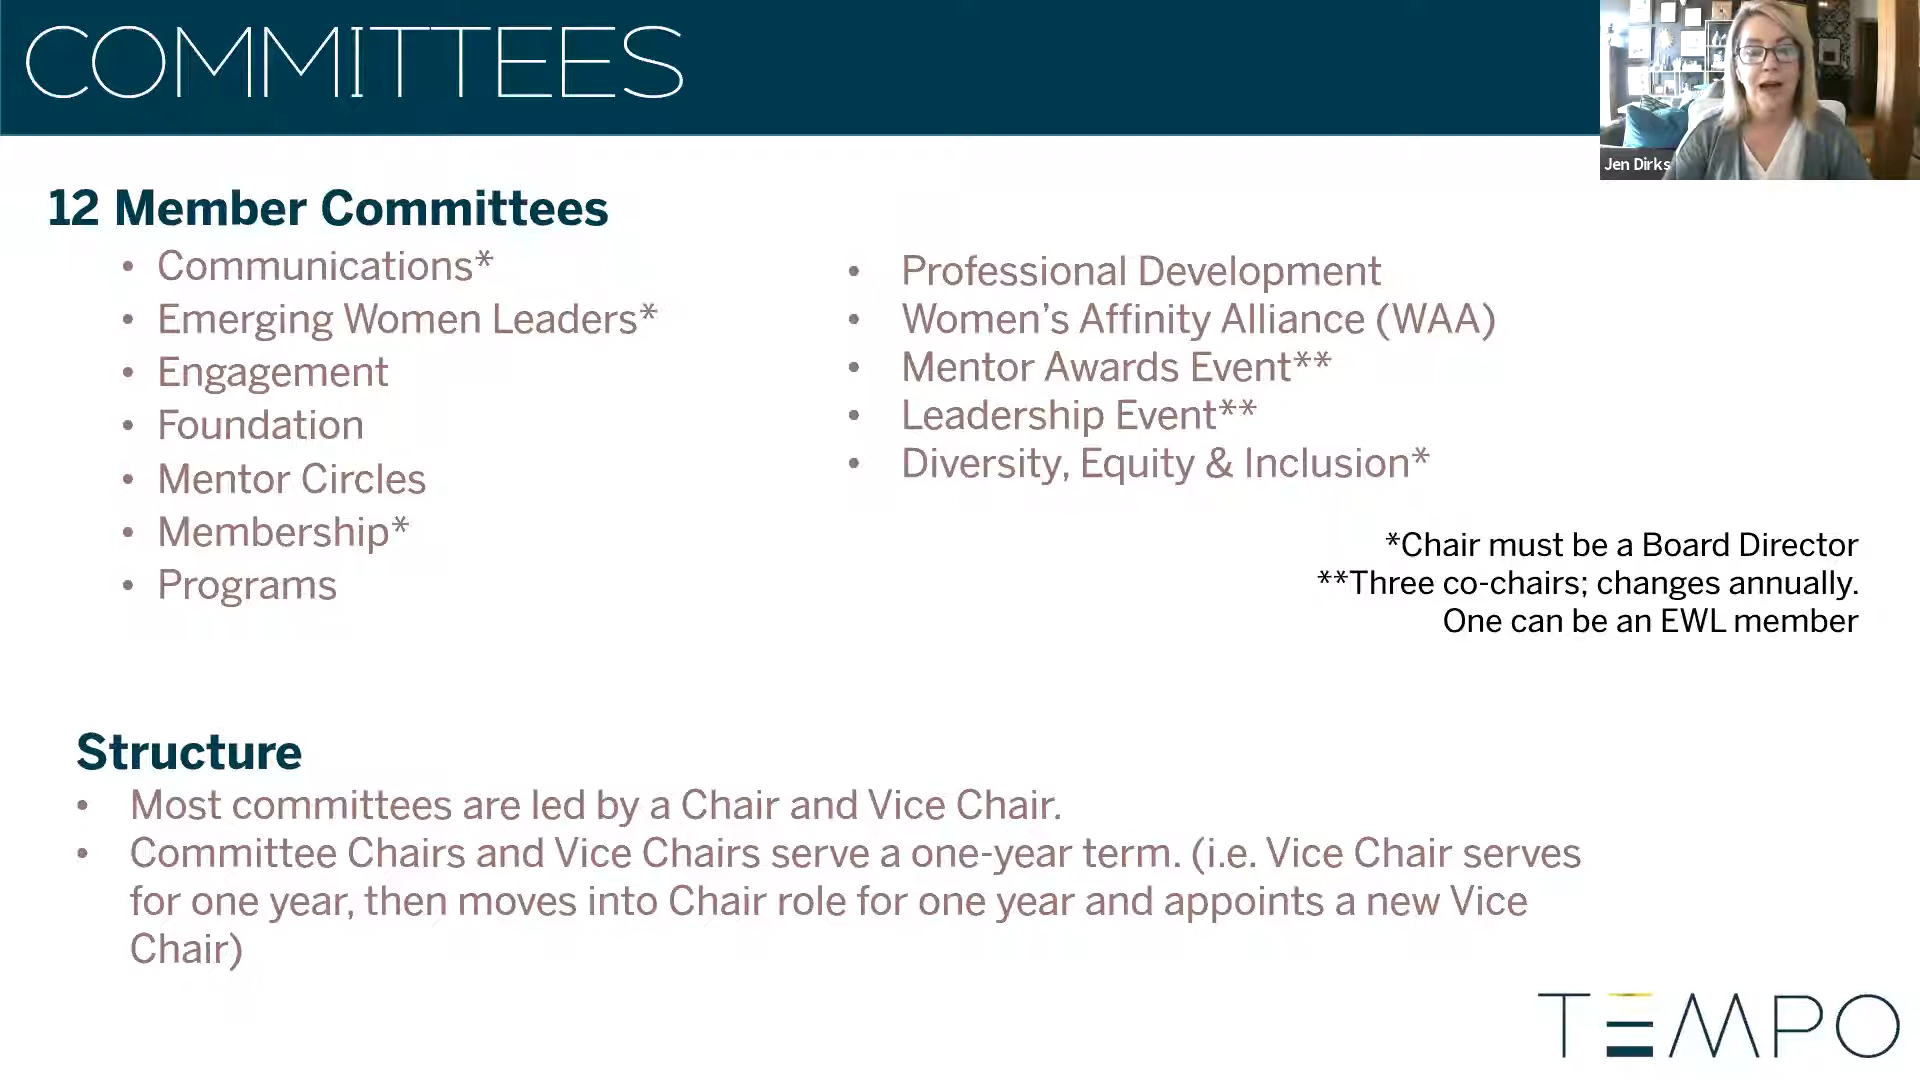 COMMITTEES
Jen Dirks
12 Member Committees
• Communications*
• Emerging Women Leaders*
• Engagement
• Foundation
• Mentor Circles
• Membership*
• Programs
• Professional Development
• Women’s Affinity Alliance (WAA)
• Mentor Awards Event**
• Leadership Event**
• Diversity, Equity & Inclusion*
*Chair must be a Board Director
**Three co-chairs; changes annually.
One can be an EWL member
Structure
• Most committees are led by a Chair and Vice Chair.
• Committee Chairs and Vice Chairs serve a one-year term. (i.e. Vice Chair serves
for one year, then moves into Chair role for one year and appoints a new Vice
Chair)
TEMPO